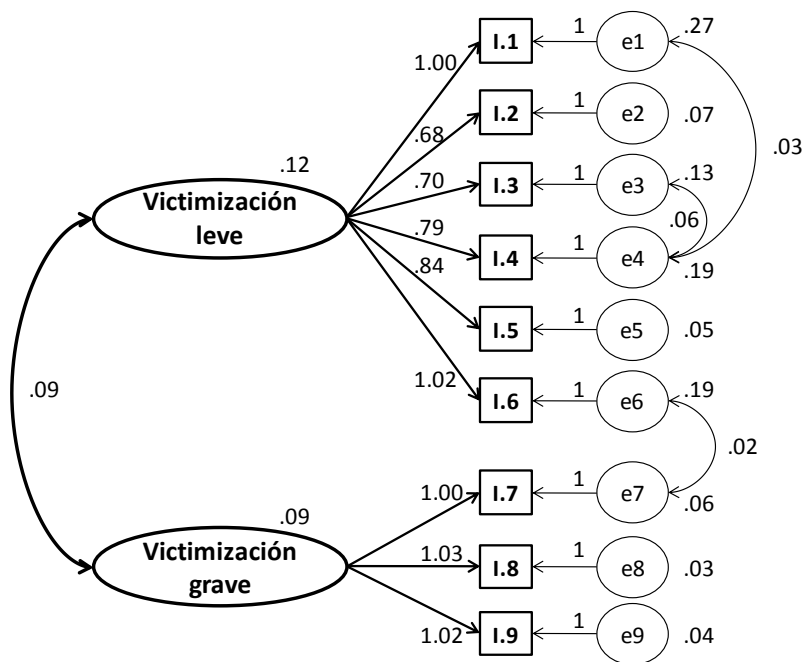 I.1 1 e1 .27
1.00
I.2 1 e2 .07
.68
.03
.12
I.3 1 e3 .13
.70
Victimización
leve
.06
.79
I.4 1 e4
.19
.84
I.5 1 e5 .05
1.02
.09
I.6 1 e6 .19
.02
1.00
I.7 1 e7 .06
.09
Victimización
grave
1.03
I.8 1 e8 .03
1.02
I.9 1 e9 .04